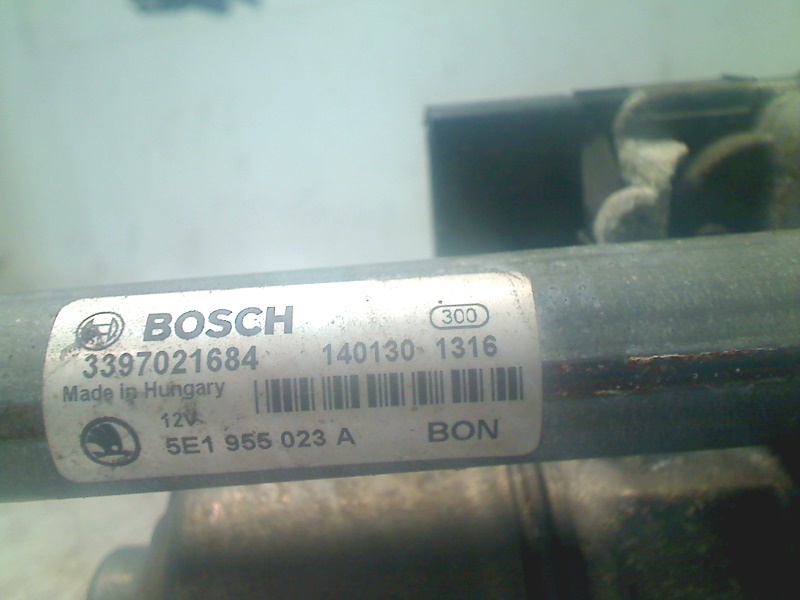 BOSCH 300
3397021684 140130 1316
Made in Hungary
12V
5E1 955 023 A BON